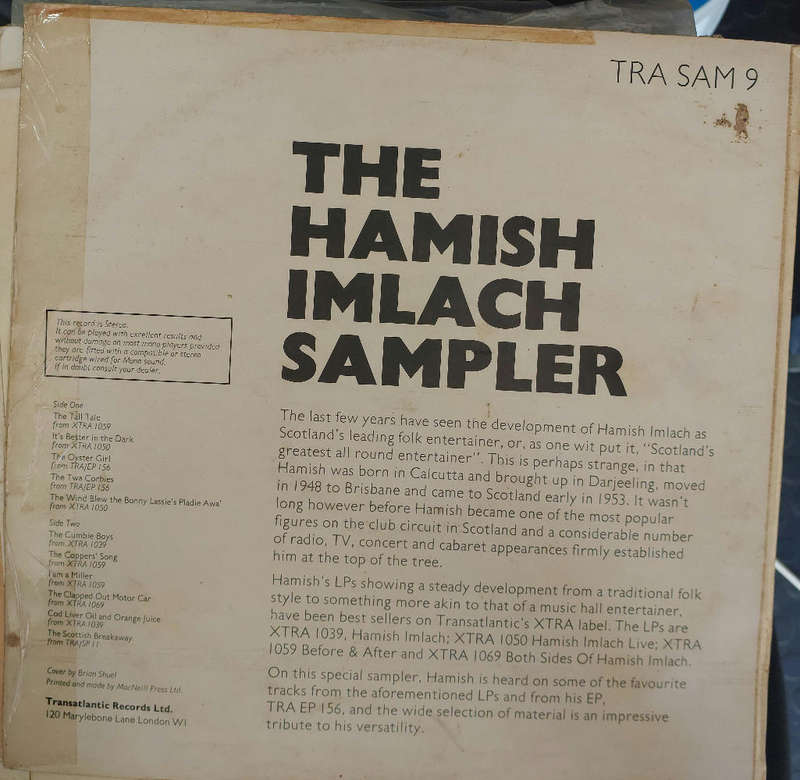 TRA SAM 9
THE
HAMISH
IMLACH
SAMPLER
This record is Stereo.
It can be played with excellent results and
without damage on most mono players provided
they are fitted with a compatible or stereo
cartridge wired for Mono sound.
If in doubt consult your dealer.
Side One
The Tall Tale
from XTRA 1059
It's Better in the Dark
from XTRA 1050
The Oyster Girl
from TRA/EP 156
The Twa Corbies
from TRA/EP 156
The Wind Blew the Bonny Lassie's Pladie Awa'
from XTRA 1050
Side Two
The Gumbie Boys
from XTRA 1039
The Coppers' Song
from XTRA 1059
I am a Miller
from XTRA 1059
The Clapped Out Motor Car
from XTRA 1069
Cod Liver Oil and Orange Juice
from XTRA 1039
The Scottish Breakaway
from TRA/SP 11
Cover by Brian Shuel
Printed and made by MacNeill Press Ltd.
Transatlantic Records Ltd.
120 Marylebone Lane London W1
The last few years have seen the development of Hamish Imlach as
Scotland's leading folk entertainer, or, as one wit put it, "Scotland's
greatest all round entertainer". This is perhaps strange, in that
Hamish was born in Calcutta and brought up in Darjeeling, moved
in 1948 to Brisbane and came to Scotland early in 1953. It wasn't
long however before Hamish became one of the most popular
figures on the club circuit in Scotland and a considerable number
of radio, TV, concert and cabaret appearances firmly established
him at the top of the tree.
Hamish's LPs showing a steady development from a traditional folk
style to something more akin to that of a music hall entertainer,
have been best sellers on Transatlantic's XTRA label. The LPs are
XTRA 1039, Hamish Imlach; XTRA 1050 Hamish Imlach Live; XTRA
1059 Before & After and XTRA 1069 Both Sides Of Hamish Imlach.
On this special sampler, Hamish is heard on some of the favourite
tracks from the aforementioned LPs and from his EP,
TRA EP 156, and the wide selection of material is an impressive
tribute to his versatility.